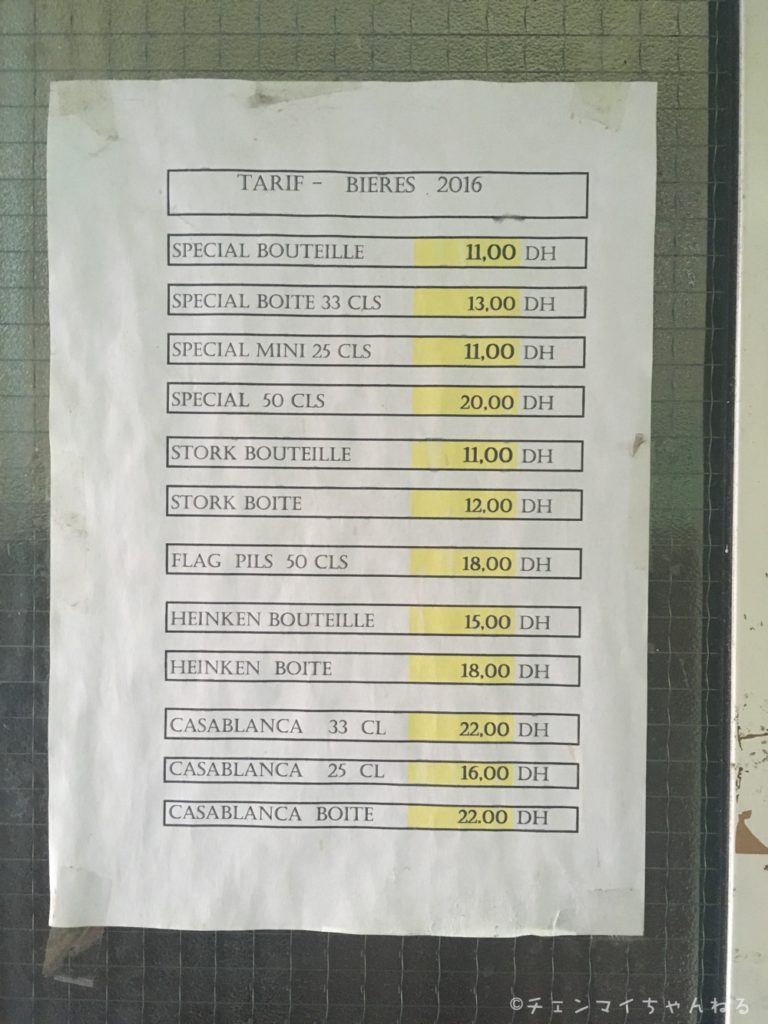 TARIF - BIERES 2016
SPECIAL BOUTEILLE 11,00 DH
SPECIAL BOITE 33 CLS 13,00 DH
SPECIAL MINI 25 CLS 11,00 DH
SPECIAL 50 CLS 20,00 DH
STORK BOUTEILLE 11,00 DH
STORK BOITE 12,00 DH
FLAG PILS 50 CLS 18,00 DH
HEINKEN BOUTEILLE 15,00 DH
HEINKEN BOITE 18,00 DH
CASABLANCA 33 CL 22,00 DH
CASABLANCA 25 CL 16,00 DH
CASABLANCA BOITE 22.00 DH
©チェンマイちゃんねる